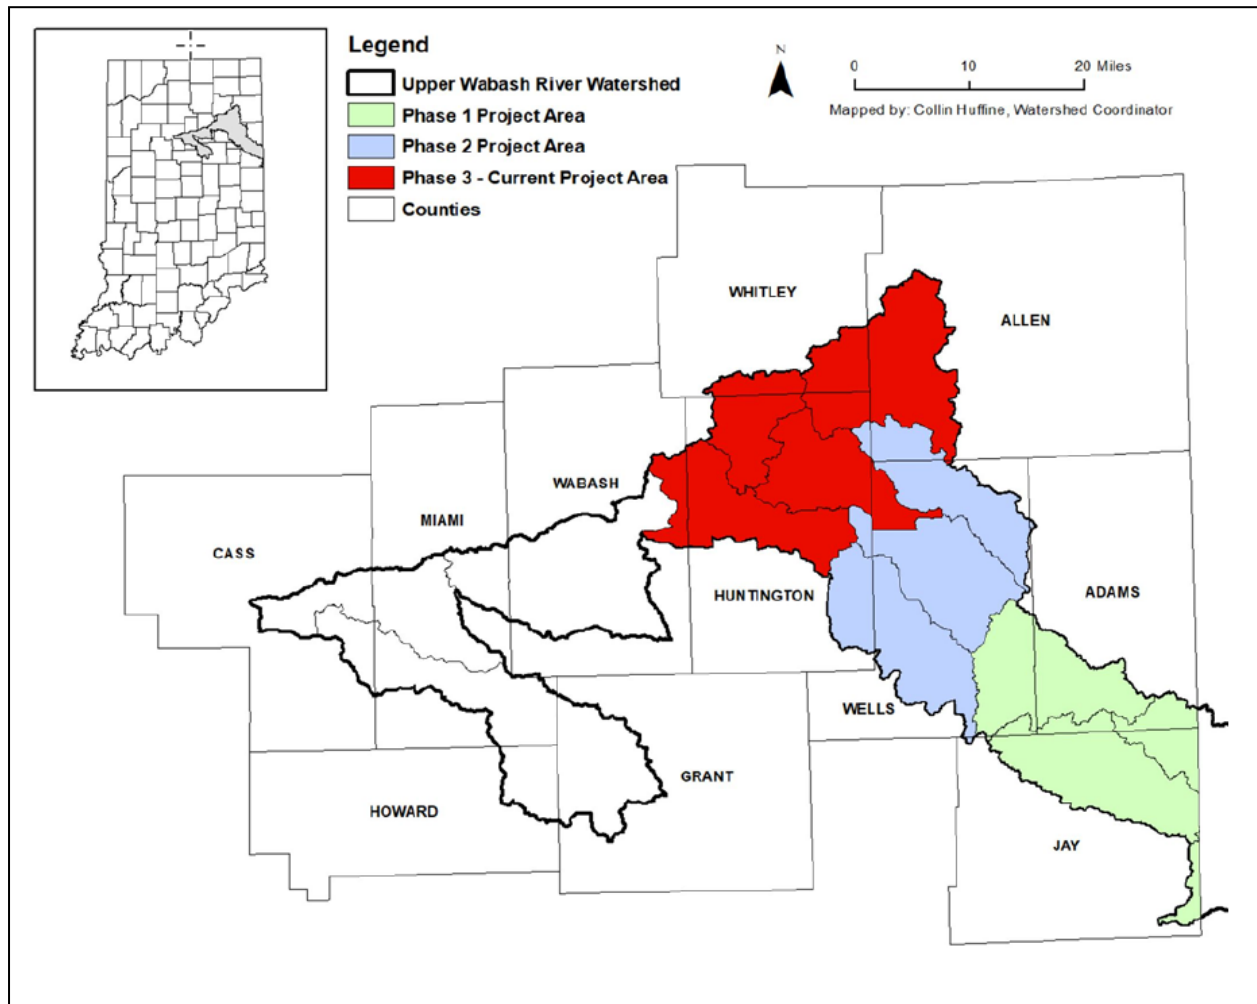 Legend
Upper Wabash River Watershed
Phase 1 Project Area
Phase 2 Project Area
Phase 3 - Current Project Area
Counties
N
0 10 20 Miles
Mapped by: Collin Huffine, Watershed Coordinator
WHITLEY
ALLEN
WABASH
MIAMI
CASS
HUNTINGTON
ADAMS
WELLS
GRANT
HOWARD
JAY